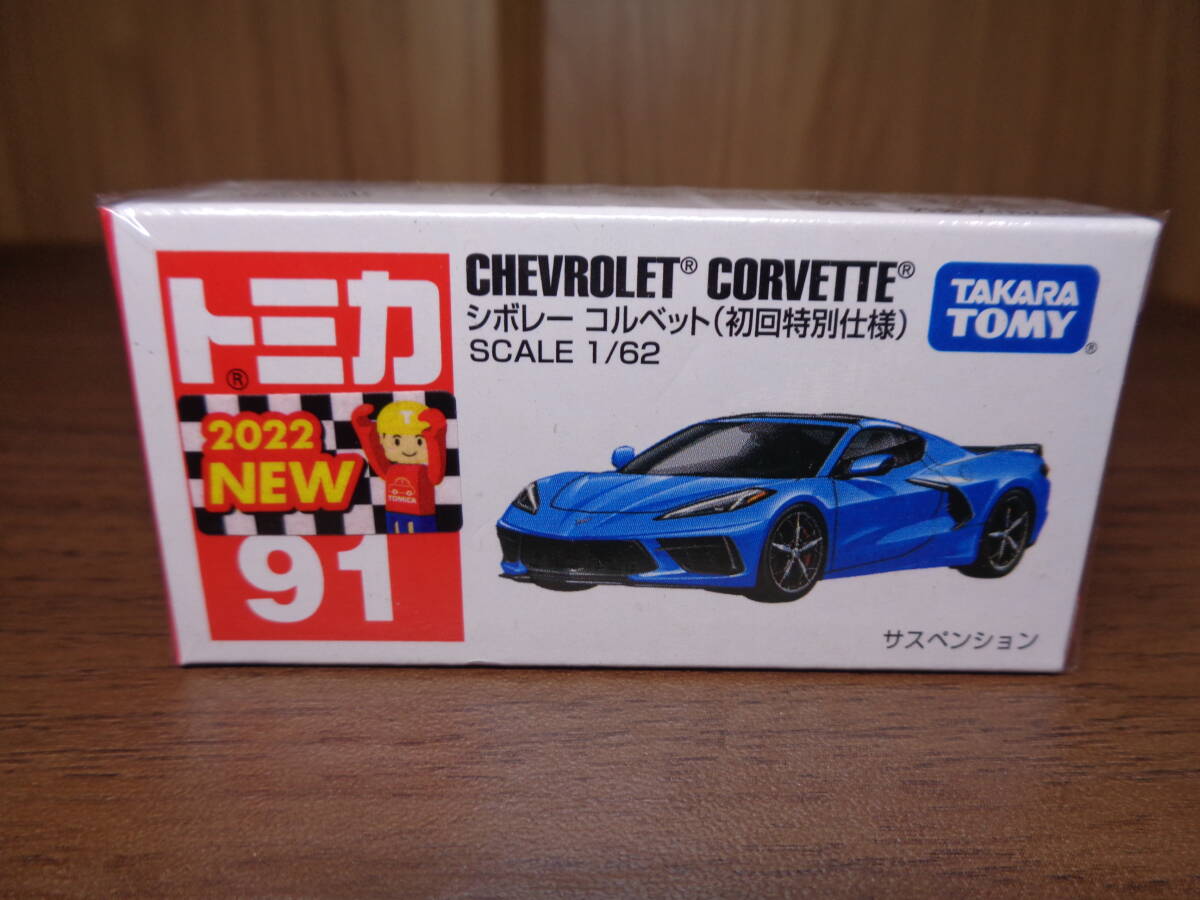 トミカ
®
2022
NEW
TOMICA
91
CHEVROLET® CORVETTE®
シボレー コルベット(初回特別仕様)
SCALE 1/62
TAKARA
TOMY
®
サスペンション